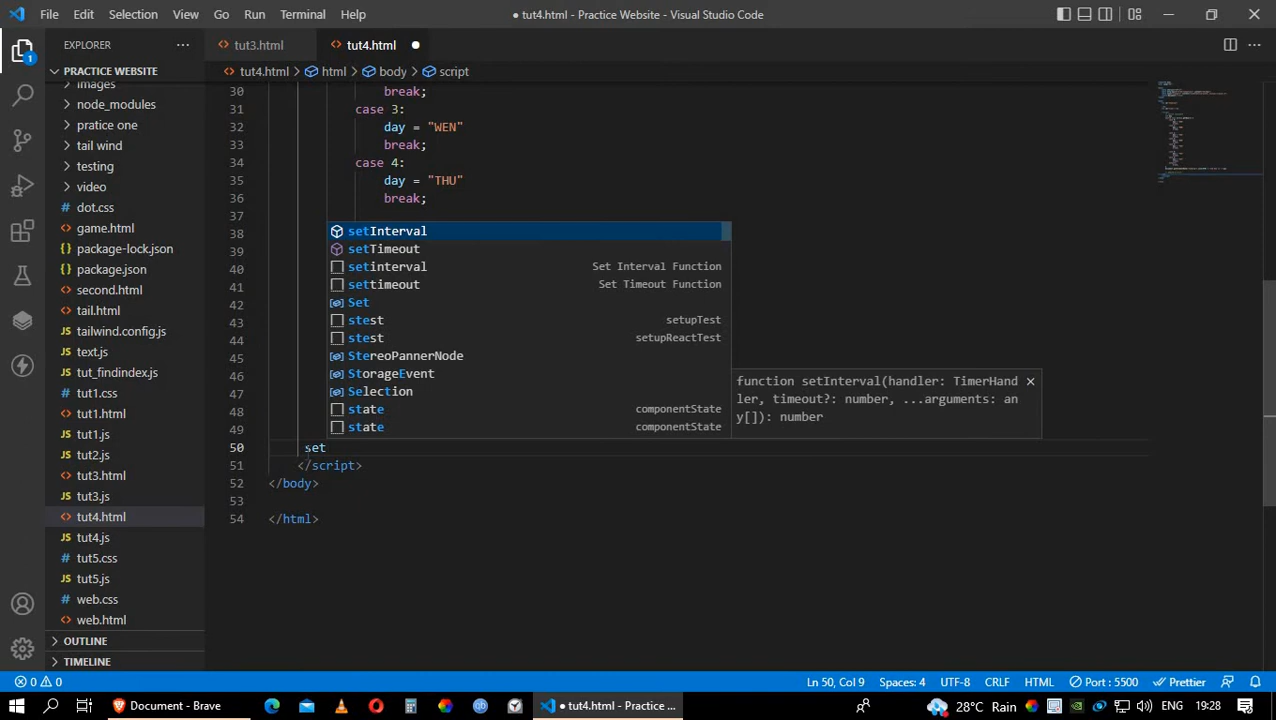 File Edit Selection View Go Run Terminal Help
● tut4.html - Practice Website - Visual Studio Code
EXPLORER
tut3.html
tut4.html
PRACTICE WEBSITE
tut4.html > html > body > script
images
node_modules
pratice one
tail wind
testing
video
dot.css
game.html
package-lock.json
package.json
second.html
tail.html
tailwind.config.js
text.js
tut_findindex.js
tut1.css
tut1.html
tut1.js
tut2.js
tut3.html
tut3.js
tut4.html
tut4.js
tut5.css
tut5.js
web.css
web.html
OUTLINE
TIMELINE
1
30 break;
31 case 3:
32 day = "WEN"
33 break;
34 case 4:
35 day = "THU"
36 break;
37
38
39
40
41
42
43
44
45
46
47
48
49
50 set
51 </script>
52 </body>
53
54 </html>
setInterval
setTimeout
setinterval Set Interval Function
settimeout Set Timeout Function
Set
stest setupTest
stest setupReactTest
StereoPannerNode
StorageEvent
Selection
state componentState
state componentState
function setInterval(handler: TimerHand
ler, timeout?: number, ...arguments: an
y[]): number
0 0
Ln 50, Col 9 Spaces: 4 UTF-8 CRLF HTML Port : 5500 Prettier
Document - Brave
● tut4.html - Practice ...
28°C Rain
ENG 19:28